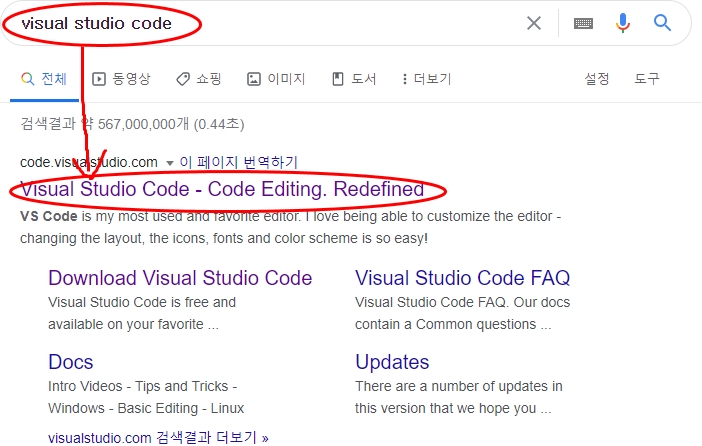 visual studio code
전체 동영상 쇼핑 이미지 도서 더보기 설정 도구
검색결과 약 567,000,000개 (0.44초)
code.visualstudio.com 이 페이지 번역하기
Visual Studio Code - Code Editing. Redefined
VS Code is my most used and favorite editor. I love being able to customize the editor -
changing the layout, the icons, fonts and color scheme is so easy!
Download Visual Studio Code
Visual Studio Code is free and
available on your favorite ...
Visual Studio Code FAQ
Visual Studio Code FAQ. Our docs
contain a Common questions ...
Docs
Intro Videos - Tips and Tricks -
Windows - Basic Editing - Linux
Updates
There are a number of updates in
this version that we hope you ...
visualstudio.com 검색결과 더보기 »